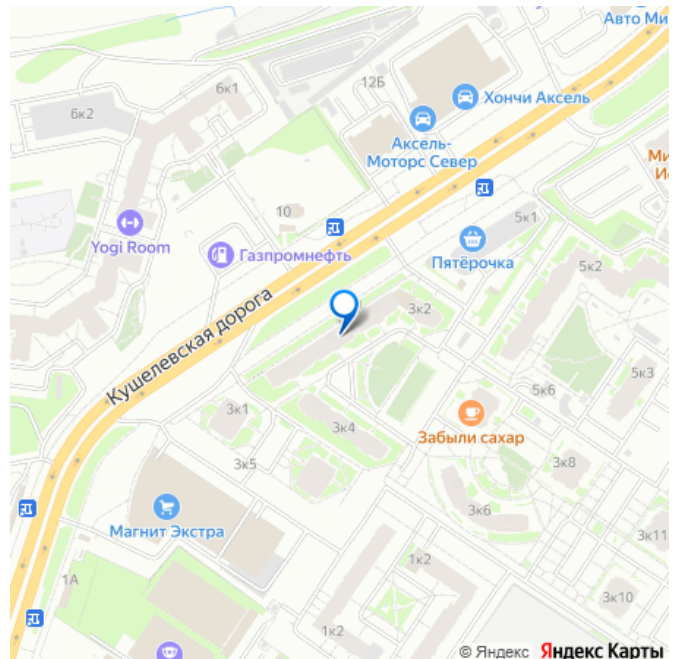 Авто Ми
6к1
12Б
6к2
Хончи Аксель
Аксель-
Моторс Север
Ми
Ис
10
5к1
Yogi Room
Газпромнефть
Пятёрочка
5к2
Кушелевская дорога
3к2
5к3
5к6
3к1
3к4
Забыли сахар
3к5
3к8
Магнит Экстра
3к6
3к11
1к2
1А
3к10
1к2
© Яндекс Яндекс Карты